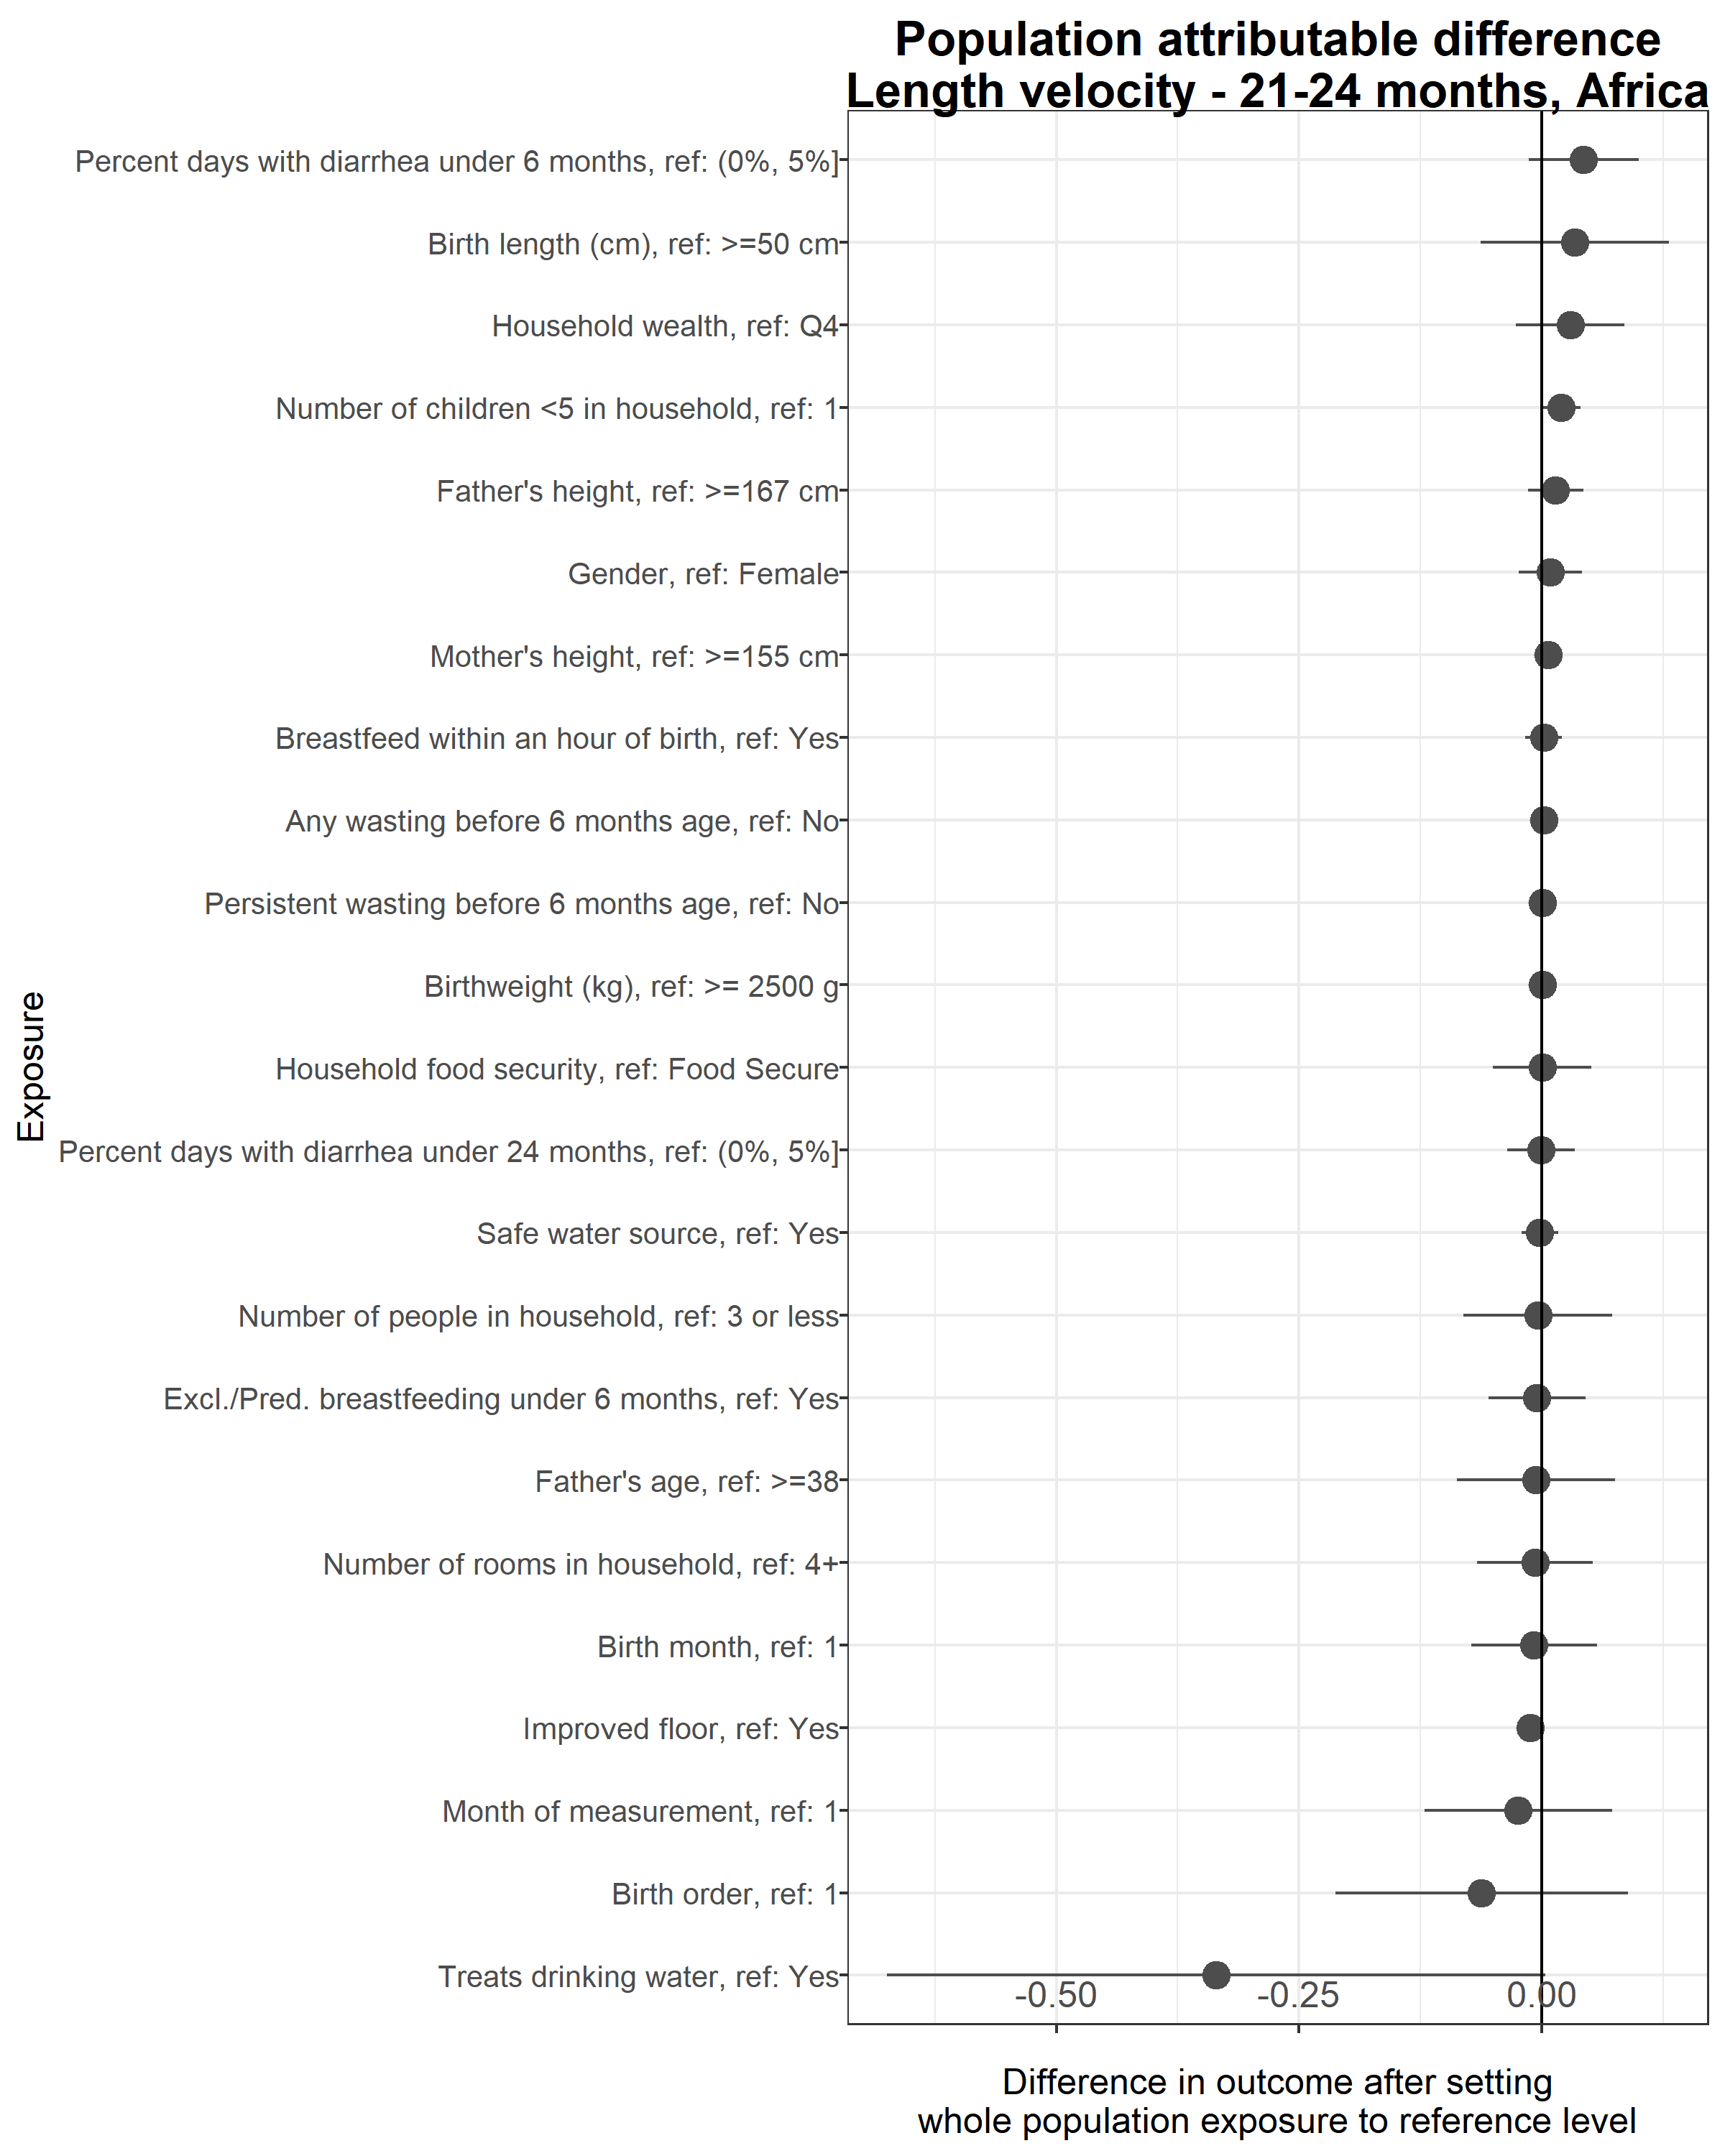 Population attributable difference
Length velocity - 21-24 months, Africa
Percent days with diarrhea under 6 months, ref: (0%, 5%]
Birth length (cm), ref: >=50 cm
Household wealth, ref: Q4
Number of children <5 in household, ref: 1
Father's height, ref: >=167 cm
Gender, ref: Female
Mother's height, ref: >=155 cm
Breastfeed within an hour of birth, ref: Yes
Any wasting before 6 months age, ref: No
Persistent wasting before 6 months age, ref: No
Birthweight (kg), ref: >= 2500 g
Household food security, ref: Food Secure
Percent days with diarrhea under 24 months, ref: (0%, 5%]
Safe water source, ref: Yes
Number of people in household, ref: 3 or less
Excl./Pred. breastfeeding under 6 months, ref: Yes
Father's age, ref: >=38
Number of rooms in household, ref: 4+
Birth month, ref: 1
Improved floor, ref: Yes
Month of measurement, ref: 1
Birth order, ref: 1
Treats drinking water, ref: Yes
Exposure
-0.50 -0.25 0.00
Difference in outcome after setting
whole population exposure to reference level